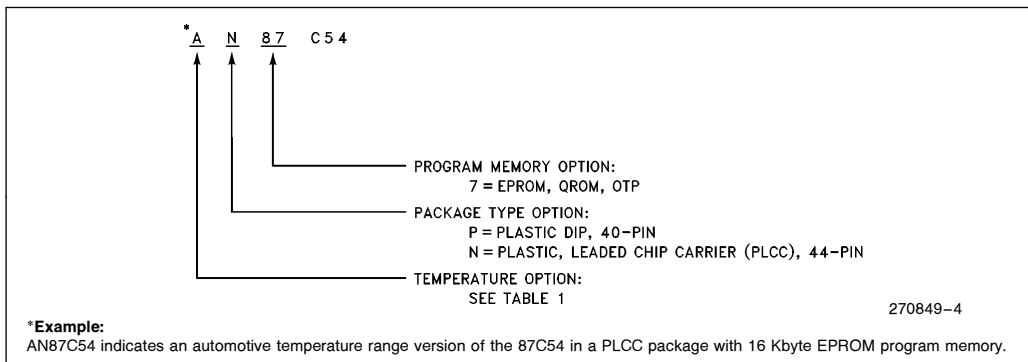 *A N 87 C54
PROGRAM MEMORY OPTION:
7 = EPROM, QROM, OTP
PACKAGE TYPE OPTION:
P = PLASTIC DIP, 40-PIN
N = PLASTIC, LEADED CHIP CARRIER (PLCC), 44-PIN
TEMPERATURE OPTION:
SEE TABLE 1
270849–4
*Example:
AN87C54 indicates an automotive temperature range version of the 87C54 in a PLCC package with 16 Kbyte EPROM program memory.